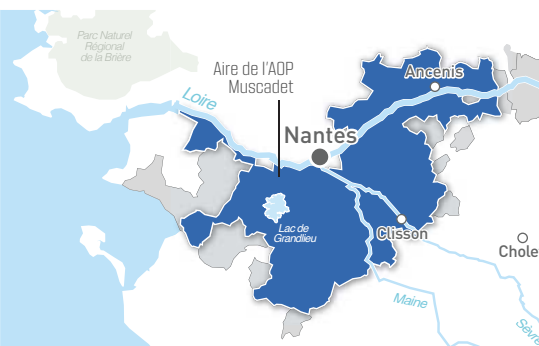 Parc Naturel
Régional
de la Brière
Aire de l'AOP
Muscadet
Loire
Ancenis
Nantes
Lac de
Grandlieu
Clisson
Chole
Maine
Sèvre